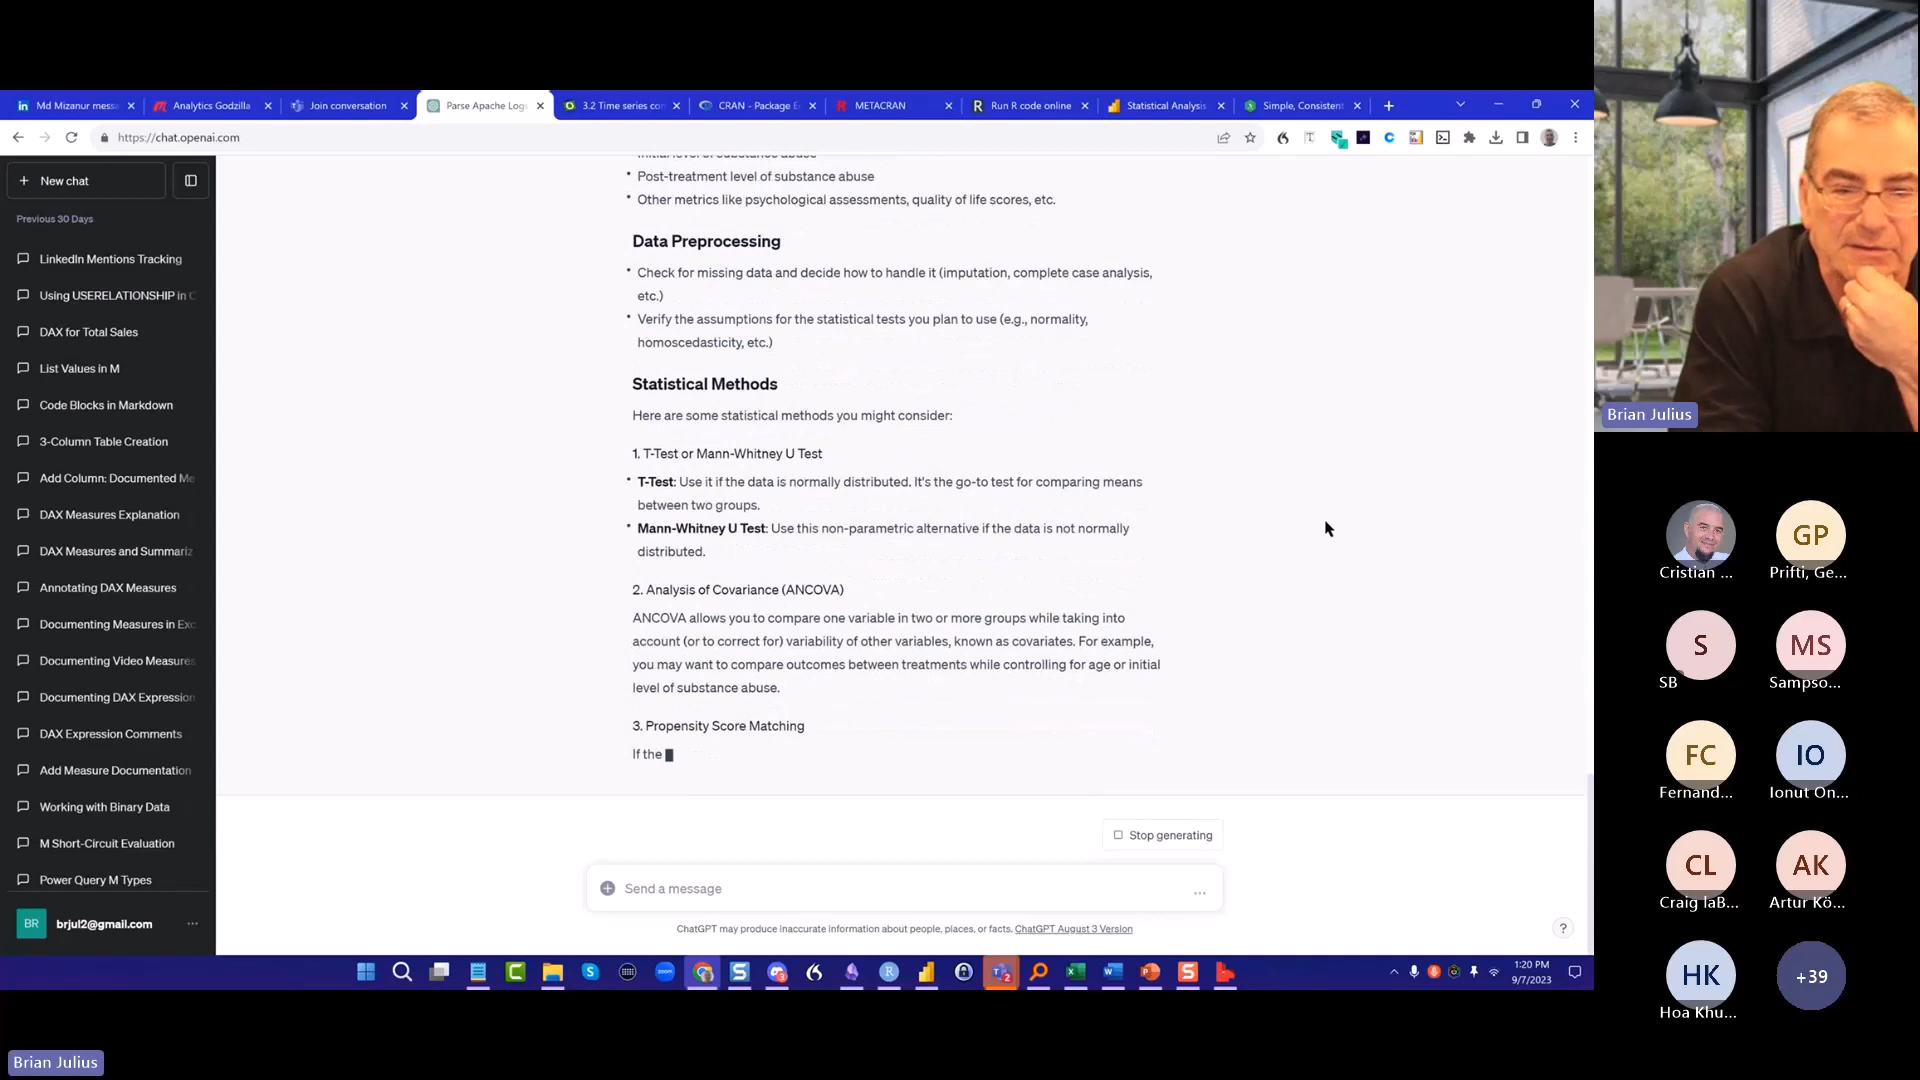 Md Mizanur mess
Analytics Godzilla
Join conversation
Parse Apache Log
3.2 Time series con
CRAN - Package E
METACRAN
Run R code online
Statistical Analysis
Simple, Consistent
https://chat.openai.com
New chat
Previous 30 Days
LinkedIn Mentions Tracking
Using USERELATIONSHIP in C
DAX for Total Sales
List Values in M
Code Blocks in Markdown
3-Column Table Creation
Add Column: Documented Me
DAX Measures Explanation
DAX Measures and Summariz
Annotating DAX Measures
Documenting Measures in Exc
Documenting Video Measures
Documenting DAX Expression
DAX Expression Comments
Add Measure Documentation
Working with Binary Data
M Short-Circuit Evaluation
Power Query M Types
BR
brjul2@gmail.com
Initial level of substance abuse
Post-treatment level of substance abuse
Other metrics like psychological assessments, quality of life scores, etc.
Data Preprocessing
Check for missing data and decide how to handle it (imputation, complete case analysis,
etc.)
Verify the assumptions for the statistical tests you plan to use (e.g., normality,
homoscedasticity, etc.)
Statistical Methods
Here are some statistical methods you might consider:
1. T-Test or Mann-Whitney U Test
T-Test: Use it if the data is normally distributed. It's the go-to test for comparing means
between two groups.
Mann-Whitney U Test: Use this non-parametric alternative if the data is not normally
distributed.
2. Analysis of Covariance (ANCOVA)
ANCOVA allows you to compare one variable in two or more groups while taking into
account (or to correct for) variability of other variables, known as covariates. For example,
you may want to compare outcomes between treatments while controlling for age or initial
level of substance abuse.
3. Propensity Score Matching
If the
Stop generating
Send a message
ChatGPT may produce inaccurate information about people, places, or facts. ChatGPT August 3 Version
?
1:20 PM
9/7/2023
Brian Julius
Cristian ...
GP
Prifti, Ge...
S
SB
MS
Sampso...
FC
Fernand...
IO
Ionut On...
CL
Craig laB...
AK
Artur Kö...
HK
Hoa Khu...
+39
Brian Julius